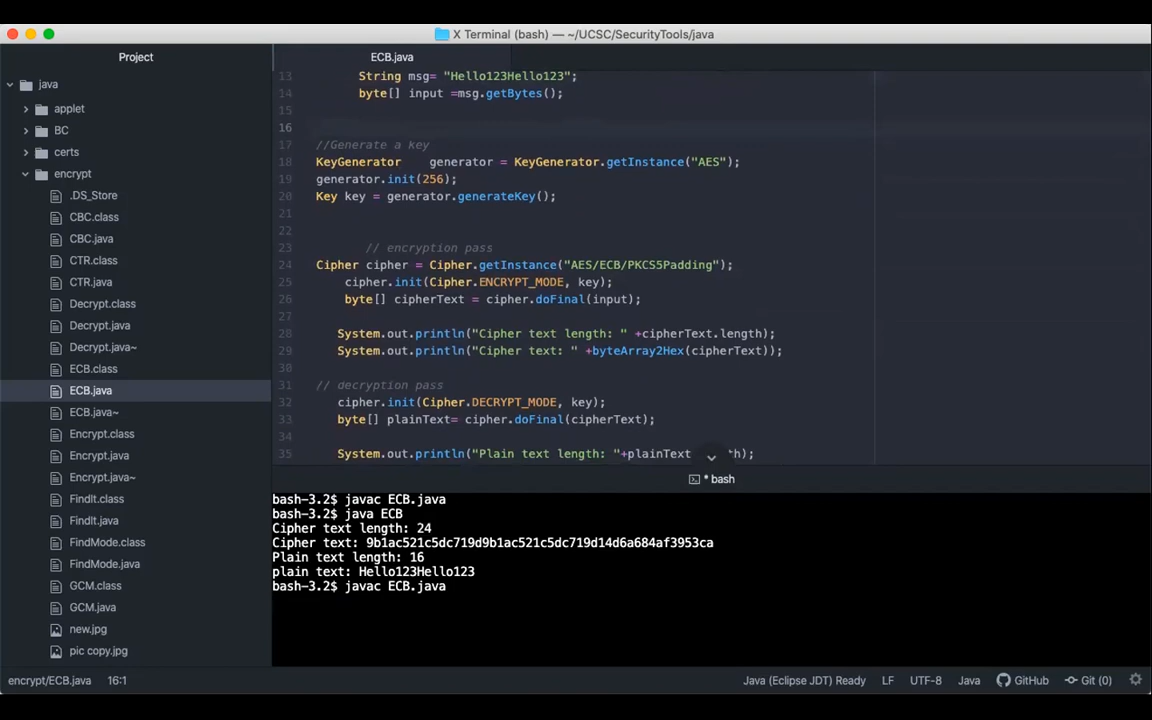 X Terminal (bash) — ~/UCSC/SecurityTools/java
Project
java
applet
BC
certs
encrypt
.DS_Store
CBC.class
CBC.java
CTR.class
CTR.java
Decrypt.class
Decrypt.java
Decrypt.java~
ECB.class
ECB.java
ECB.java~
Encrypt.class
Encrypt.java
Encrypt.java~
FindIt.class
FindIt.java
FindMode.class
FindMode.java
GCM.class
GCM.java
new.jpg
pic copy.jpg
ECB.java
13 String msg= "Hello123Hello123";
14 byte[] input =msg.getBytes();
15
16
17 //Generate a key
18 KeyGenerator generator = KeyGenerator.getInstance("AES");
19 generator.init(256);
20 Key key = generator.generateKey();
21
22
23 // encryption pass
24 Cipher cipher = Cipher.getInstance("AES/ECB/PKCS5Padding");
25 cipher.init(Cipher.ENCRYPT_MODE, key);
26 byte[] cipherText = cipher.doFinal(input);
27
28 System.out.println("Cipher text length: " +cipherText.length);
29 System.out.println("Cipher text: " +byteArray2Hex(cipherText));
30
31 // decryption pass
32 cipher.init(Cipher.DECRYPT_MODE, key);
33 byte[] plainText= cipher.doFinal(cipherText);
34
35 System.out.println("Plain text length: "+plainText th);
* bash
bash-3.2$ javac ECB.java
bash-3.2$ java ECB
Cipher text length: 24
Cipher text: 9b1ac521c5dc719d9b1ac521c5dc719d14d6a684af3953ca
Plain text length: 16
plain text: Hello123Hello123
bash-3.2$ javac ECB.java
encrypt/ECB.java 16:1
Java (Eclipse JDT) Ready LF UTF-8 Java GitHub Git (0)